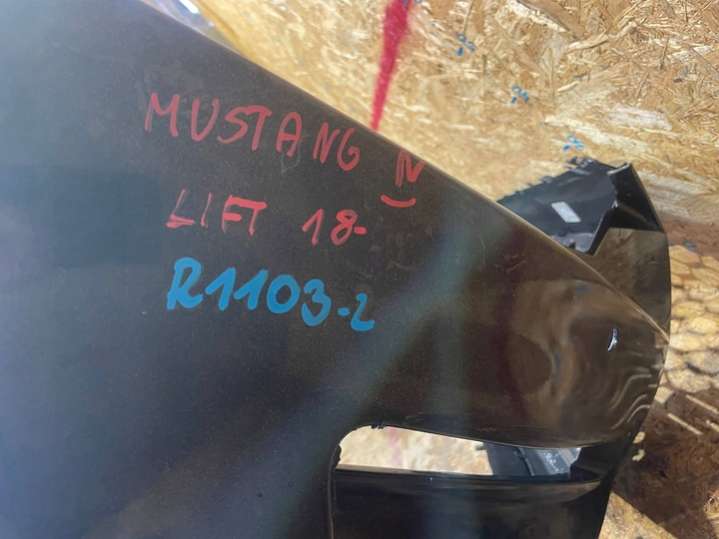 MUSTANG N
LIFT 18-
R1103-2